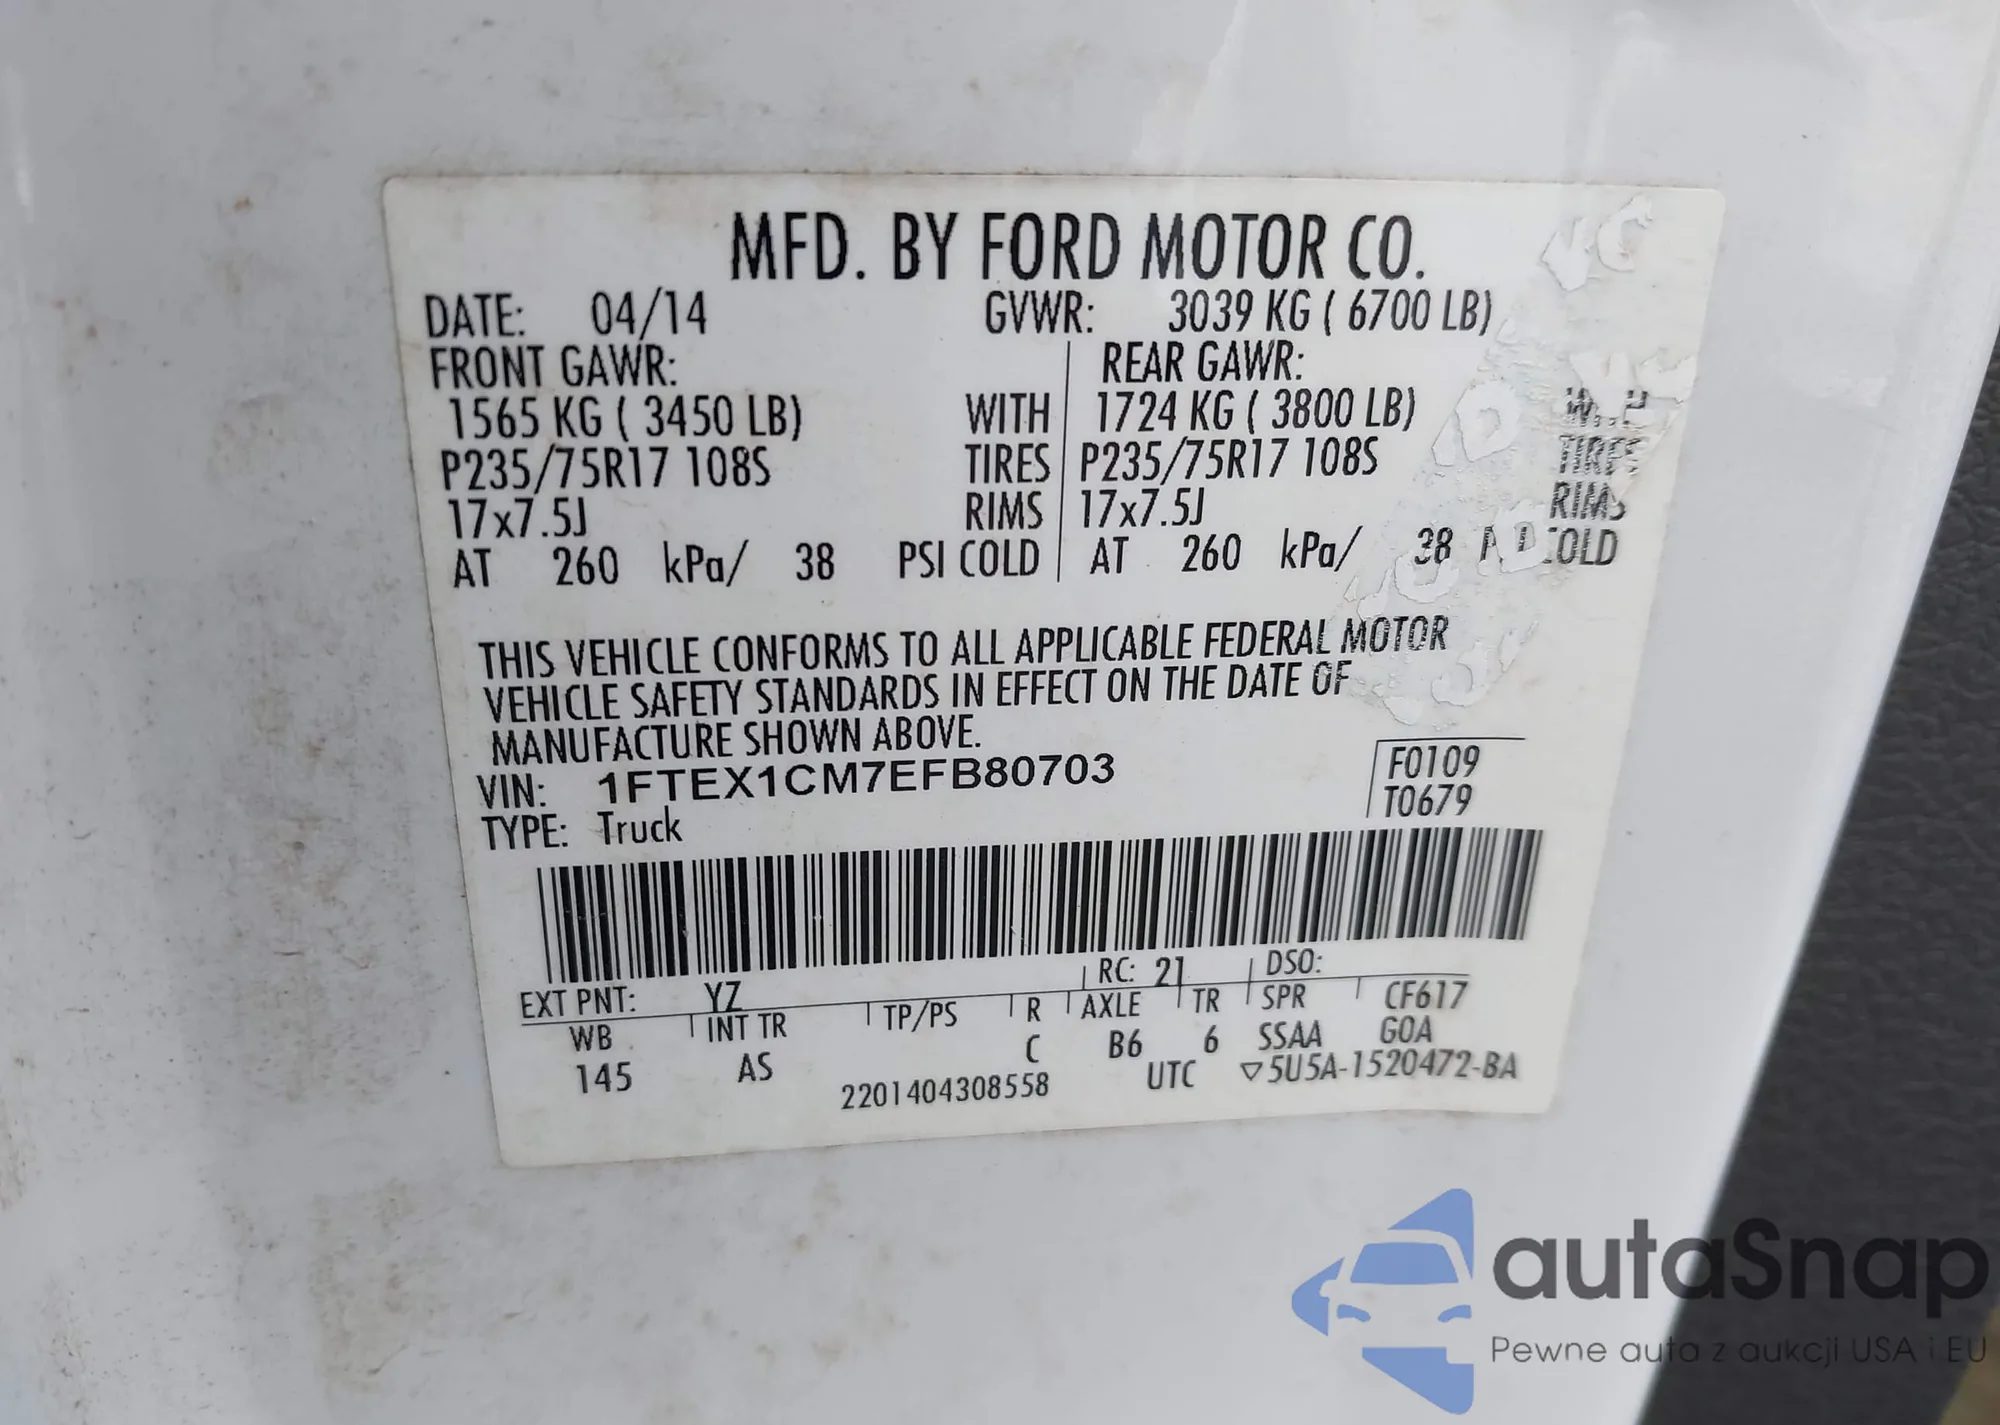 MFD. BY FORD MOTOR CO.
DATE: 04/14 GVWR: 3039 KG ( 6700 LB)
FRONT GAWR: REAR GAWR:
1565 KG ( 3450 LB) WITH 1724 KG ( 3800 LB)
P235/75R17 108S TIRES P235/75R17 108S TIRES
17x7.5J RIMS 17x7.5J RIMS
AT 260 kPa/ 38 PSI COLD AT 260 kPa/ 38 COLD
THIS VEHICLE CONFORMS TO ALL APPLICABLE FEDERAL MOTOR
VEHICLE SAFETY STANDARDS IN EFFECT ON THE DATE OF
MANUFACTURE SHOWN ABOVE.
VIN: 1FTEX1CM7EFB80703 F0109
TYPE: Truck T0679
RC: 21 DSO:
EXT PNT: YZ
WB INT TR TP/PS R AXLE TR SPR CF617
145 AS C B6 6 SSAA GOA
2201404308558 UTC ▽5U5A-1520472-BA
autaSnap
Pewne auta z aukcji USA i EU